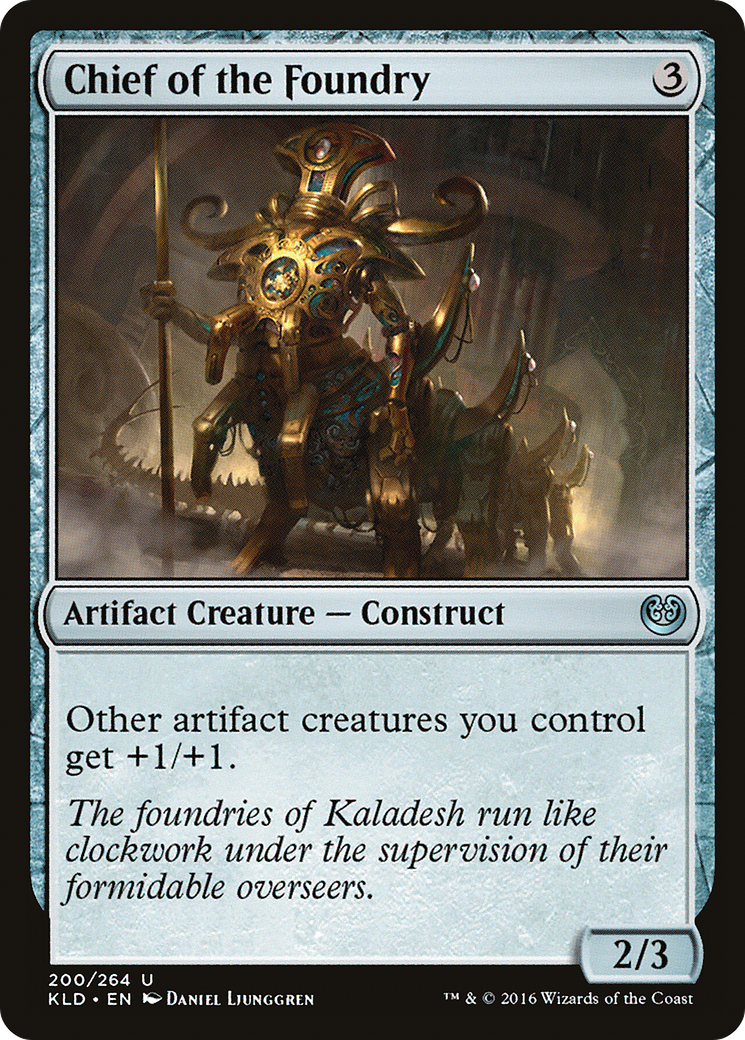 Chief of the Foundry
3
Artifact Creature — Construct
Other artifact creatures you control
get +1/+1.
The foundries of Kaladesh run like
clockwork under the supervision of their
formidable overseers.
2/3
200/264 U
KLD • EN Daniel Ljunggren
™ & © 2016 Wizards of the Coast